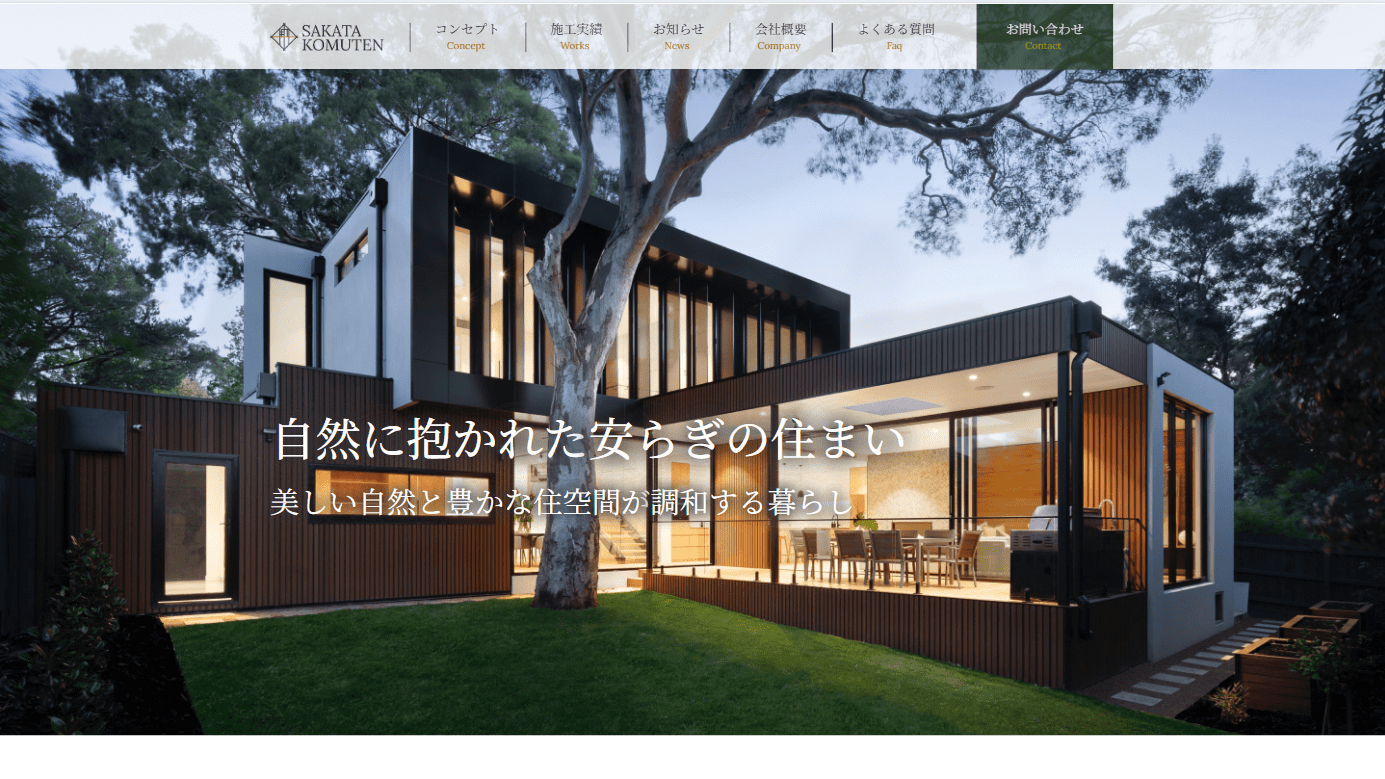 SAKATA
KOMUTEN
コンセプト
Concept
施工実績
Works
お知らせ
News
会社概要
Company
よくある質問
Faq
お問い合わせ
Contact
自然に抱かれた安らぎの住まい
美しい自然と豊かな住空間が調和する暮らし